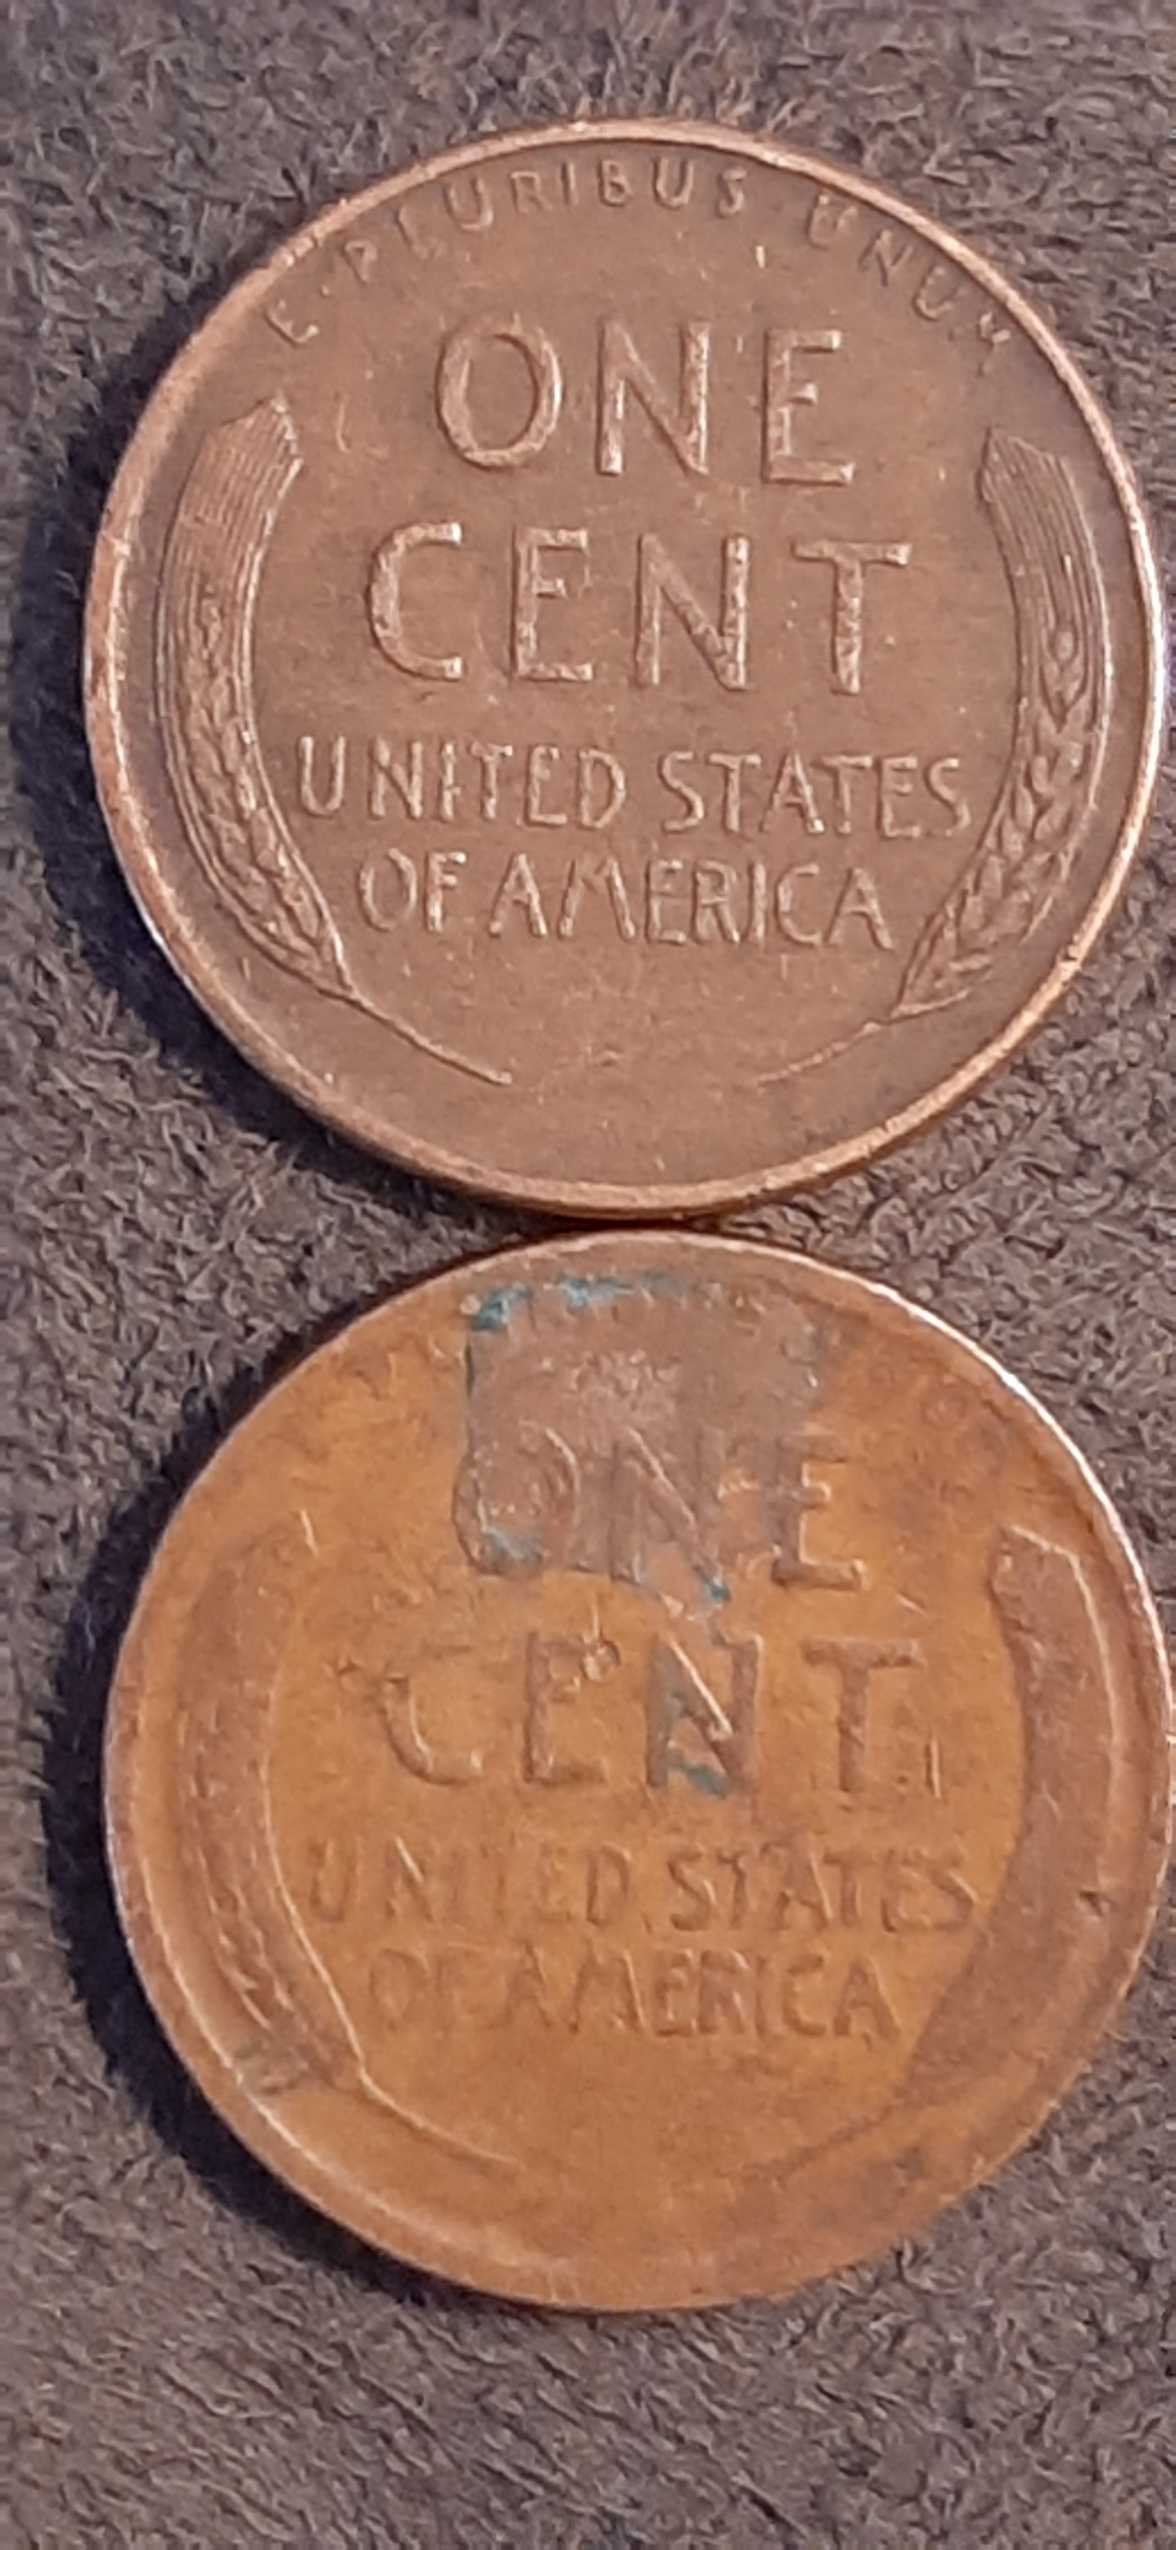 E · PLURIBUS · UNUM
ONE
CENT
UNITED STATES
OF AMERICA
ONE
CENT
UNITED STATES
OF AMERICA